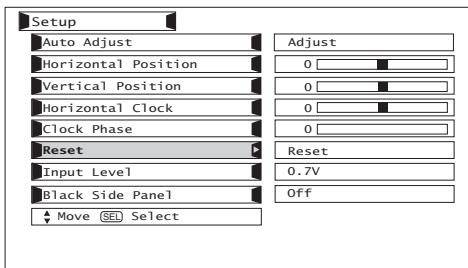 Setup
Auto Adjust Adjust
Horizontal Position 0
Vertical Position 0
Horizontal Clock 0
Clock Phase 0
Reset Reset
Input Level 0.7V
Black Side Panel Off
Move SEL Select